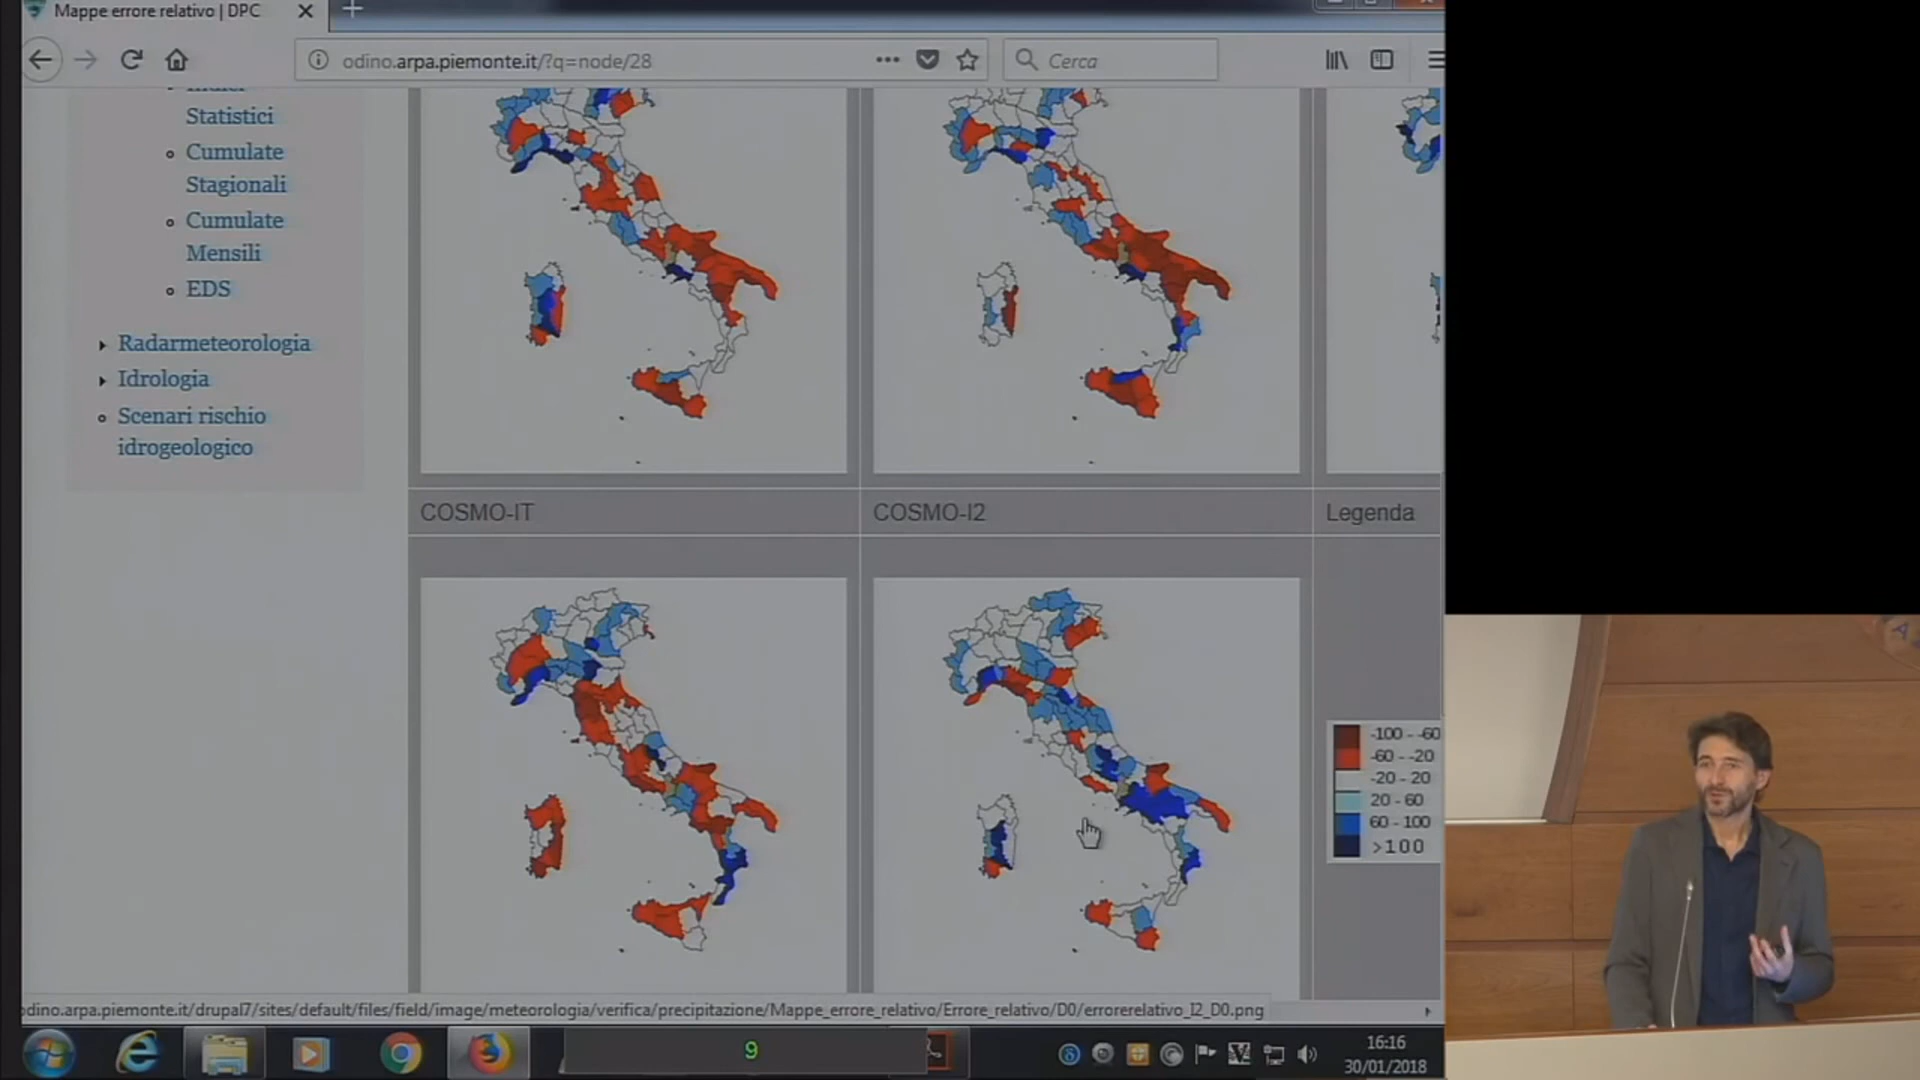 Mappe errore relativo | DPC
odino.arpa.piemonte.it/?q=node/28
Cerca
Indici
Statistici
Cumulate
Stagionali
Cumulate
Mensili
EDS
Radarmeteorologia
Idrologia
Scenari rischio
idrogeologico
COSMO-IT
COSMO-I2
Legenda
-100 - -60
-60 - -20
-20 - 20
20 - 60
60 - 100
>100
odino.arpa.piemonte.it/drupal7/sites/default/files/field/image/meteorologia/verifica/precipitazione/Mappe_errore_relativo/Errore_relativo/D0/errorerelativo_I2_D0.png
9
16:16
30/01/2018